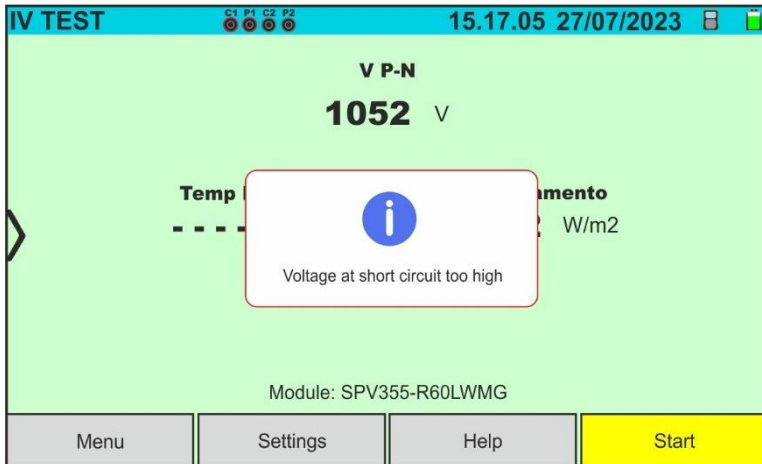 IV TEST C1 P1 C2 P2 15.17.05 27/07/2023
V P-N
1052 V
Temp amento
- - - - W/m2
Voltage at short circuit too high
Module: SPV355-R60LWMG
Menu Settings Help Start